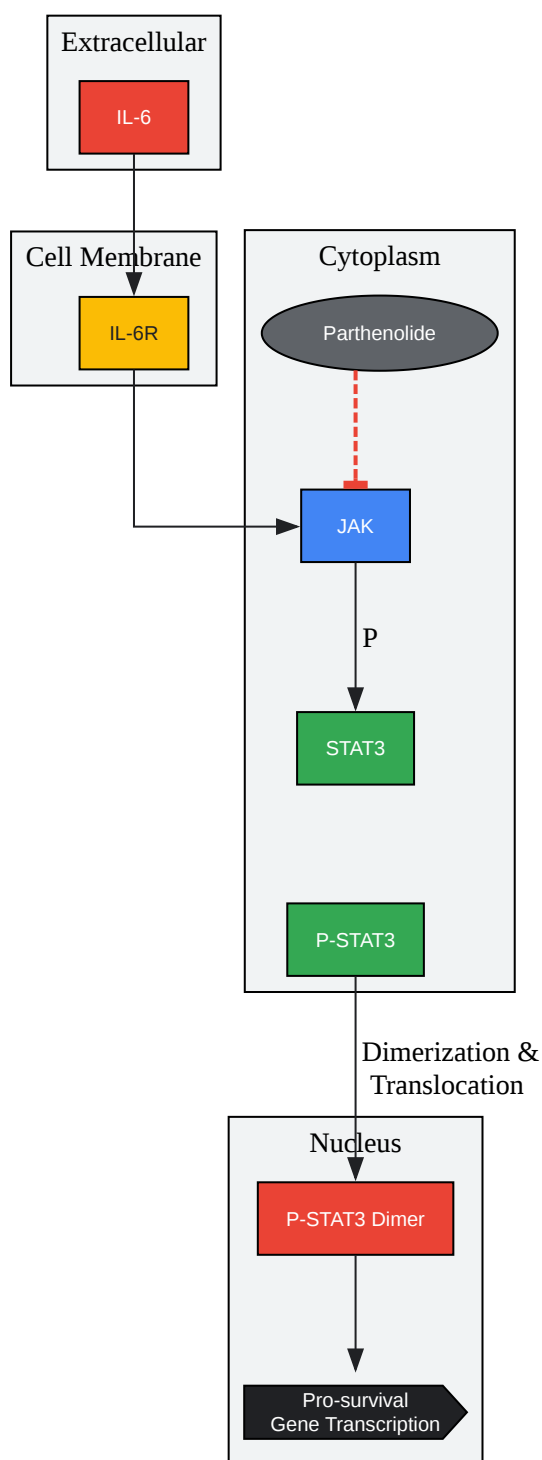 Extracellular
IL-6
Cell Membrane
IL-6R
Cytoplasm
Parthenolide
JAK
P
STAT3
P-STAT3
Dimerization &
Translocation
Nucleus
P-STAT3 Dimer
Pro-survival
Gene Transcription